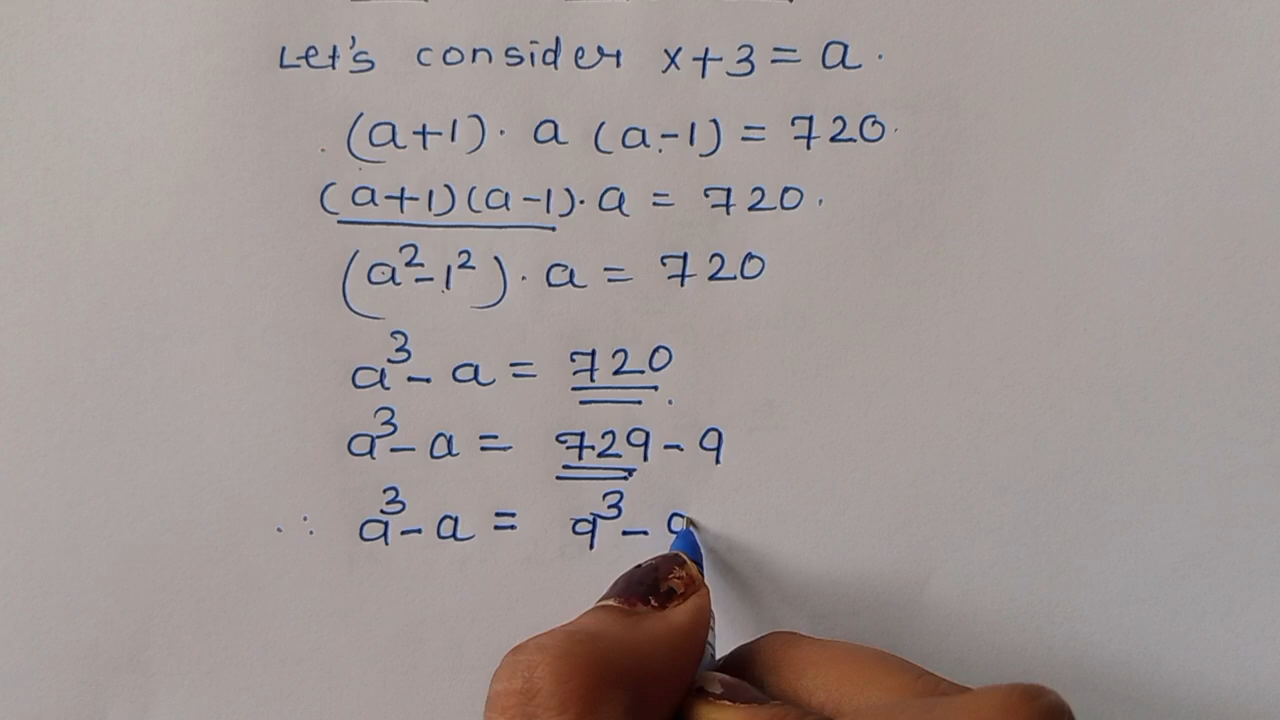 Let's consider x+3 = a.
(a+1). a (a-1) = 720.
(a+1)(a-1). a = 720.
(a²-1²). a = 720
a³- a = 720.
a³- a = 729 - 9
∴ a³- a = 9³ -